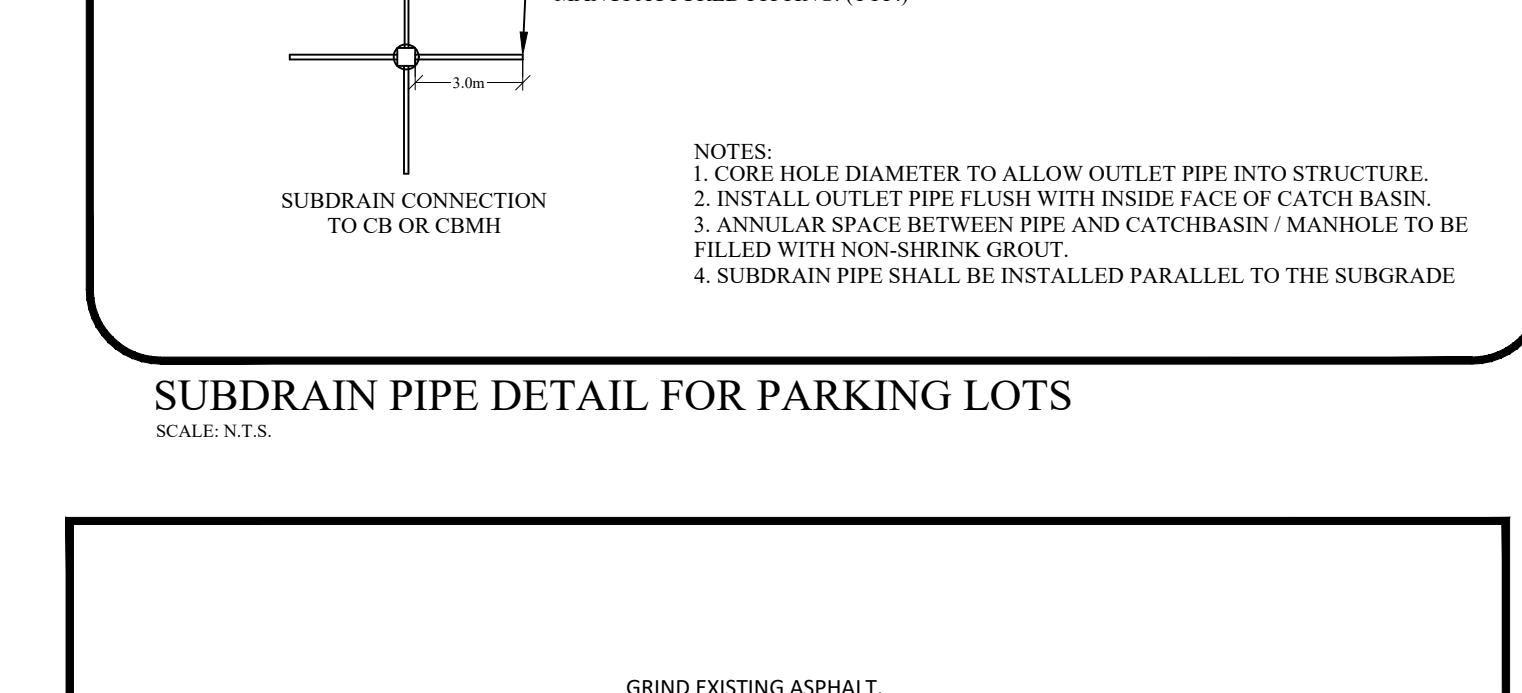 3.0m
SUBDRAIN CONNECTION
TO CB OR CBMH
NOTES:
1. CORE HOLE DIAMETER TO ALLOW OUTLET PIPE INTO STRUCTURE.
2. INSTALL OUTLET PIPE FLUSH WITH INSIDE FACE OF CATCH BASIN.
3. ANNULAR SPACE BETWEEN PIPE AND CATCHBASIN / MANHOLE TO BE
FILLED WITH NON-SHRINK GROUT.
4. SUBDRAIN PIPE SHALL BE INSTALLED PARALLEL TO THE SUBGRADE
SUBDRAIN PIPE DETAIL FOR PARKING LOTS
SCALE: N.T.S.
GRIND EXISTING ASPHALT.